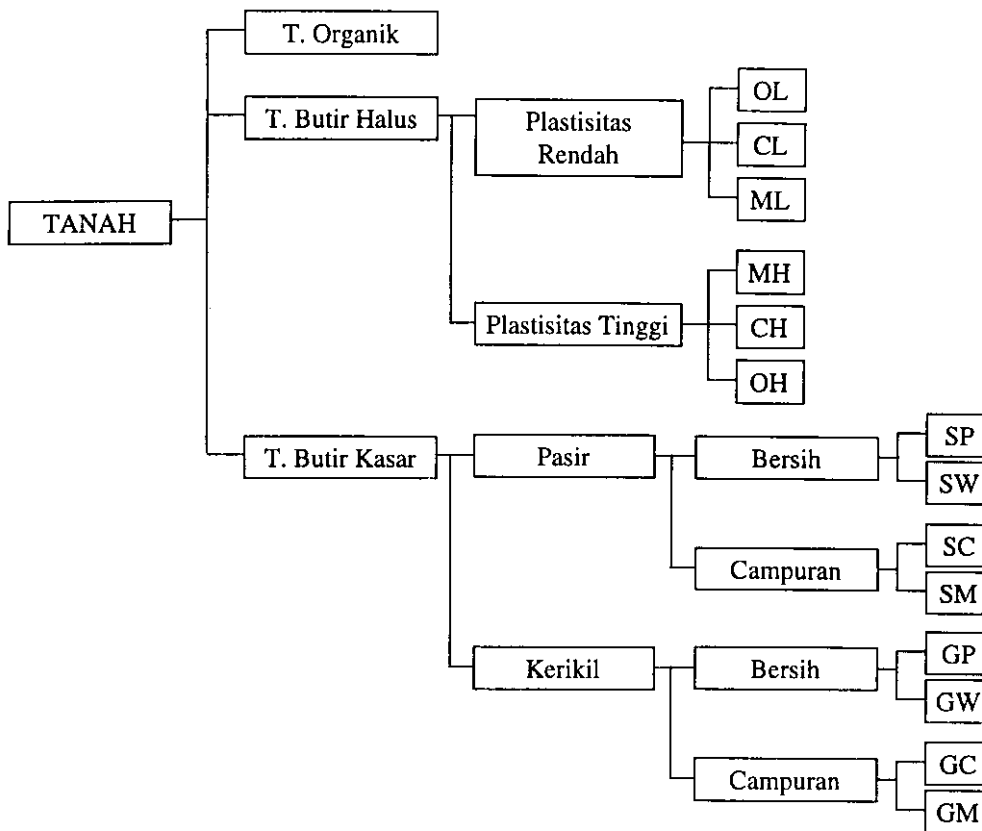 T. Organik
T. Butir Halus
Plastisitas
Rendah
OL
CL
ML
TANAH
MH
Plastisitas Tinggi
CH
OH
T. Butir Kasar
Pasir
Bersih
SP
SW
Campuran
SC
SM
Kerikil
Bersih
GP
GW
Campuran
GC
GM